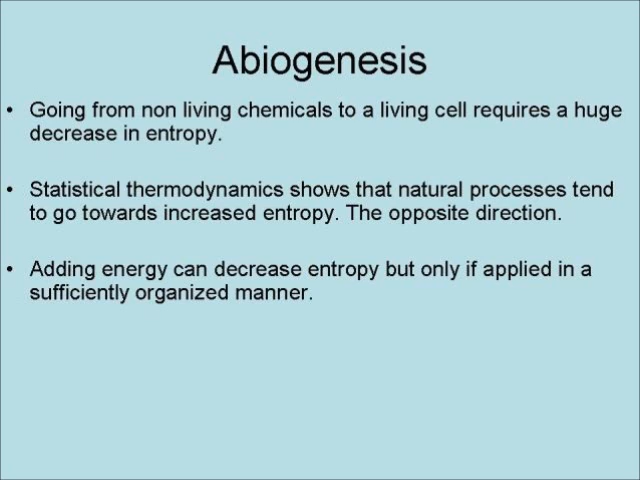 Abiogenesis
• Going from non living chemicals to a living cell requires a huge
decrease in entropy.
• Statistical thermodynamics shows that natural processes tend
to go towards increased entropy. The opposite direction.
• Adding energy can decrease entropy but only if applied in a
sufficiently organized manner.